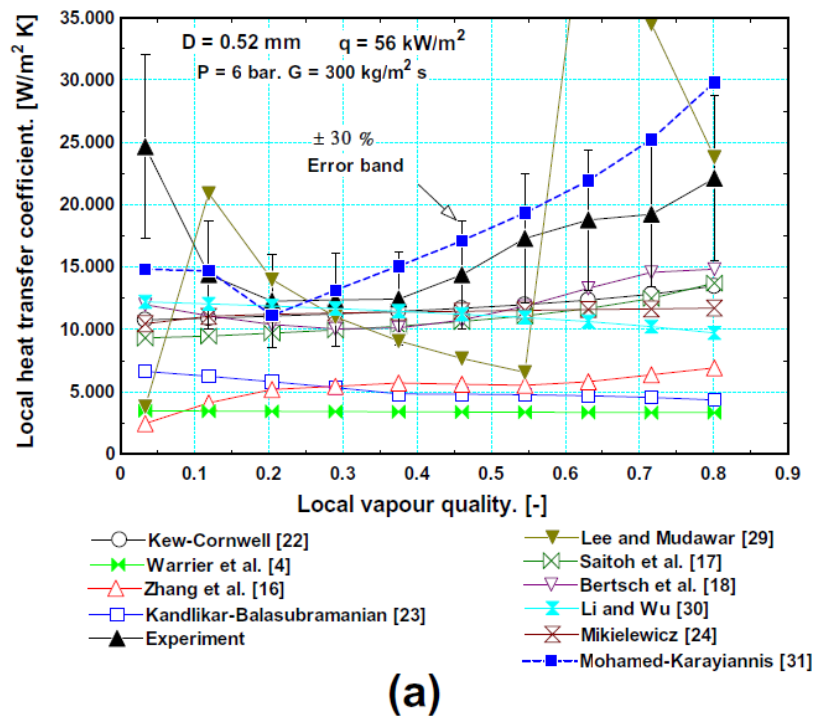 35.000
30.000
25.000
20.000
15.000
10.000
5.000
0
Local heat transfer coefficient. [W/m² K]
D = 0.52 mm q = 56 kW/m²
P = 6 bar. G = 300 kg/m² s
± 30 %
Error band
0 0.1 0.2 0.3 0.4 0.5 0.6 0.7 0.8 0.9
Local vapour quality. [-]
Kew-Cornwell [22]
Warrier et al. [4]
Zhang et al. [16]
Kandlikar-Balasubramanian [23]
Experiment
Lee and Mudawar [29]
Saitoh et al. [17]
Bertsch et al. [18]
Li and Wu [30]
Mikielewicz [24]
Mohamed-Karayiannis [31]
(a)